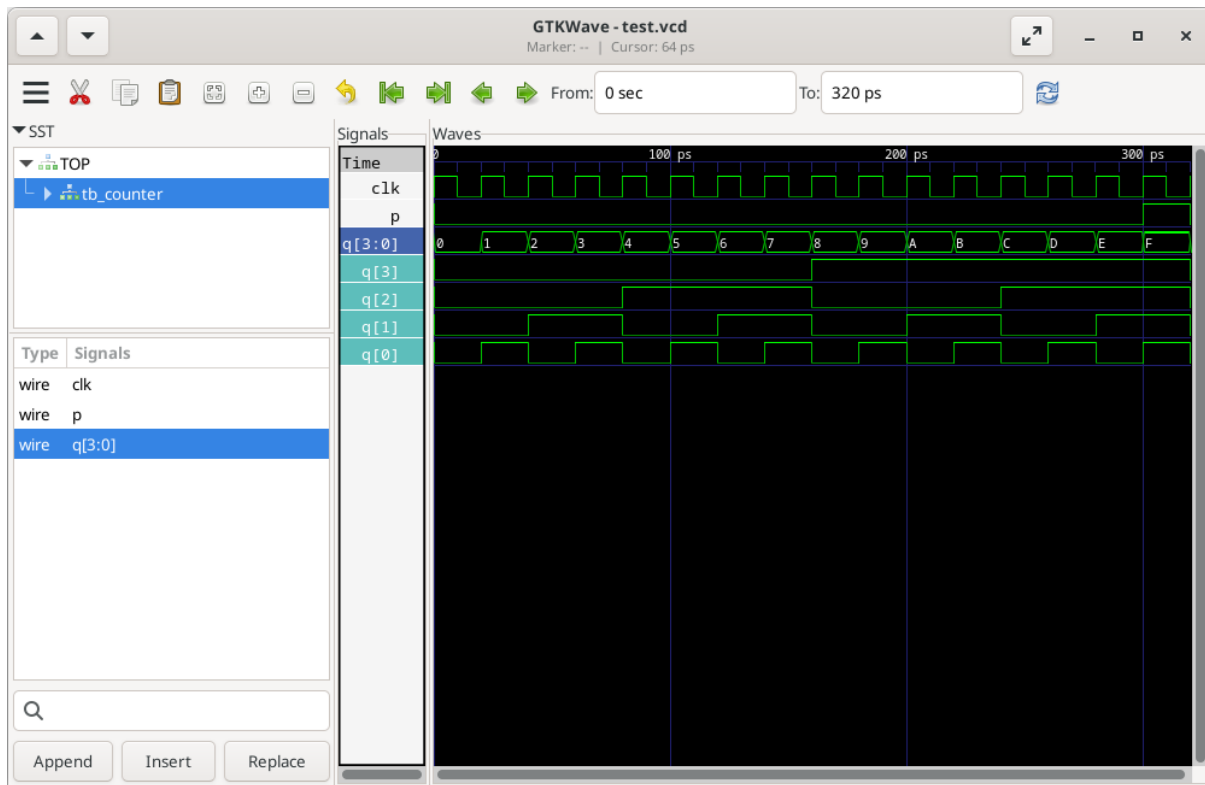 GTKWave - test.vcd
Marker: -- | Cursor: 64 ps
From: 0 sec To: 320 ps
SST
TOP
tb_counter
Type Signals
wire clk
wire p
wire q[3:0]
Append Insert Replace
Signals
Time
clk
p
q[3:0]
q[3]
q[2]
q[1]
q[0]
Waves
0 100 ps 200 ps 300 ps
0 1 2 3 4 5 6 7 8 9 A B C D E F